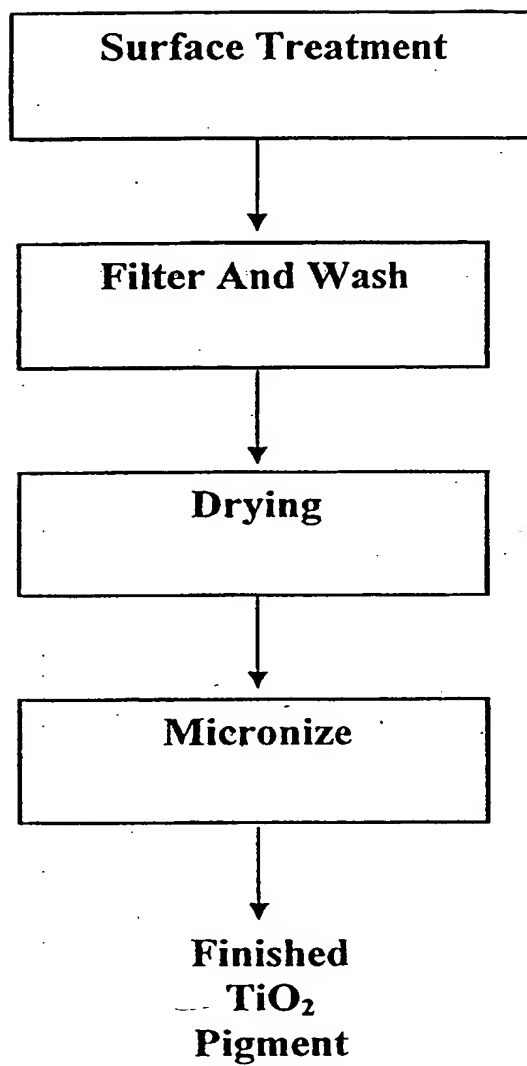 Surface Treatment
Filter And Wash
Drying
Micronize
Finished
TiO₂
Pigment